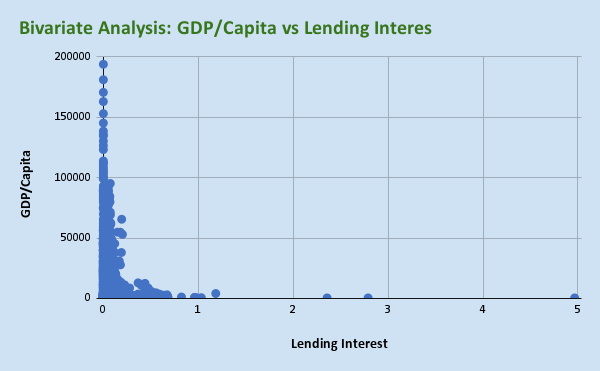 Bivariate Analysis: GDP/Capita vs Lending Interes
200000
150000
100000
50000
0
GDP/Capita
0 1 2 3 4 5
Lending Interest